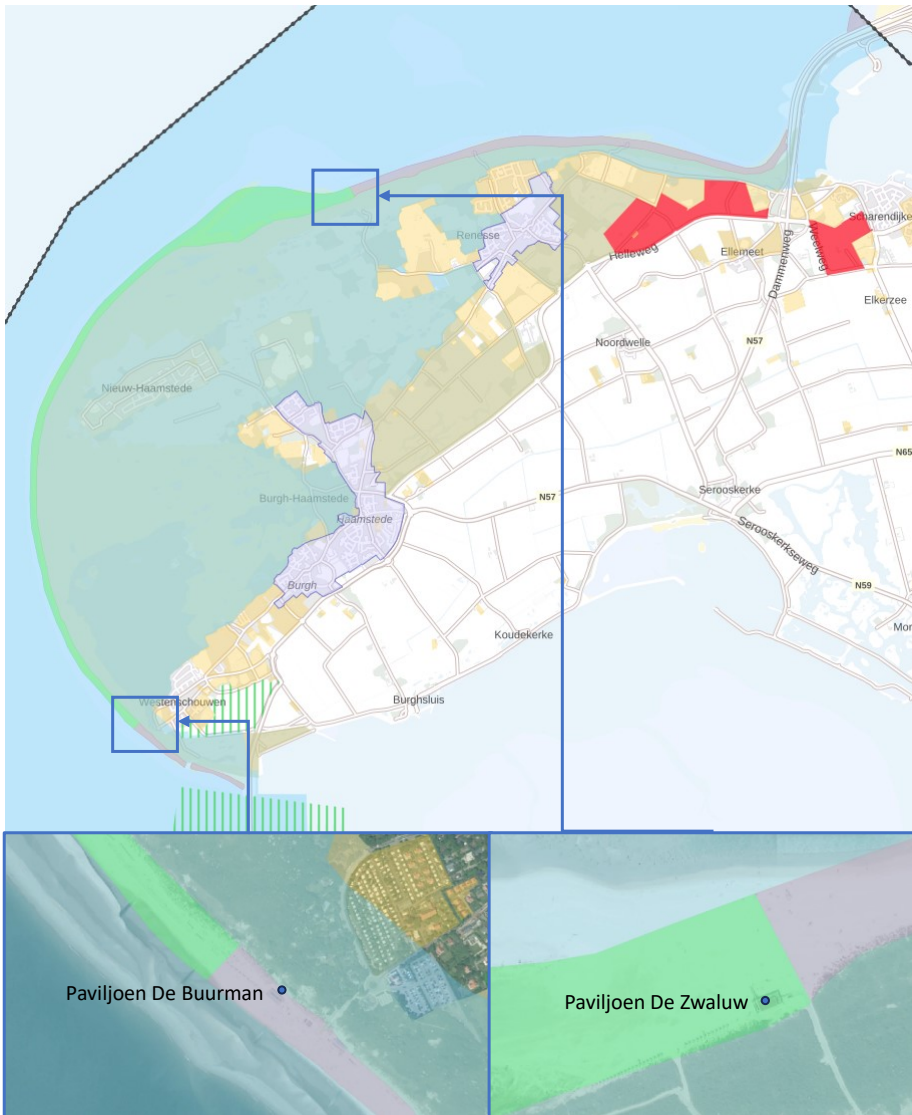 Renesse
Scharendijke
Weelweg
Helleweg
Ellemeet
Dammenweg
Elkerzee
N57
Noordwelle
Nieuw-Haamstede
N65
Serooskerke
Burgh-Haamstede
N57
Haamstede
Serooskerkseweg
Burgh
N59
Koudekerke
Mor
Westenschouwen
Burghsluis
Paviljoen De Buurman
Paviljoen De Zwaluw